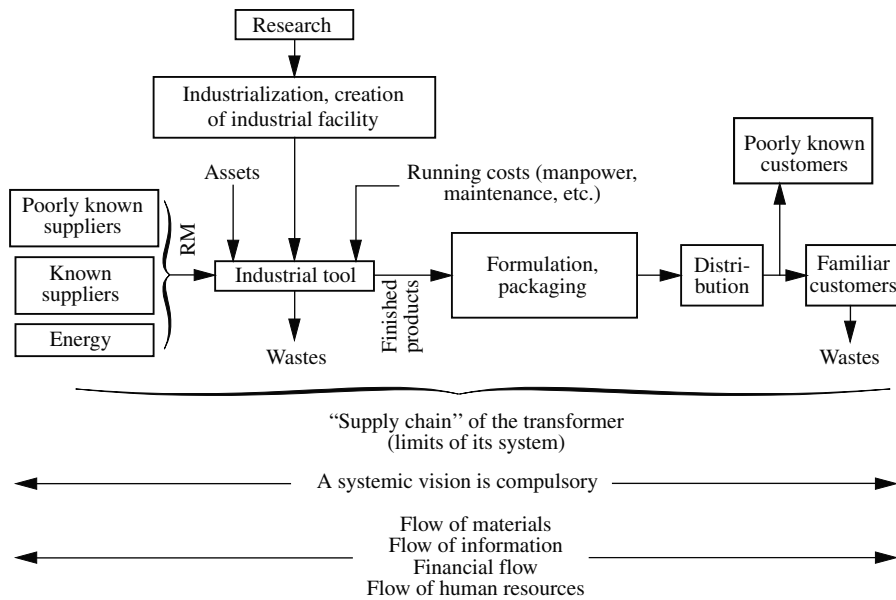 Research
Industrialization, creation
of industrial facility
Assets
Running costs (manpower,
maintenance, etc.)
Poorly known
customers
Poorly known
suppliers
RM
Known
suppliers
Energy
Industrial tool
Finished
products
Formulation,
packaging
Distri-
bution
Familiar
customers
Wastes
Wastes
“Supply chain’’ of the transformer
(limits of its system)
A systemic vision is compulsory
Flow of materials
Flow of information
Financial flow
Flow of human resources